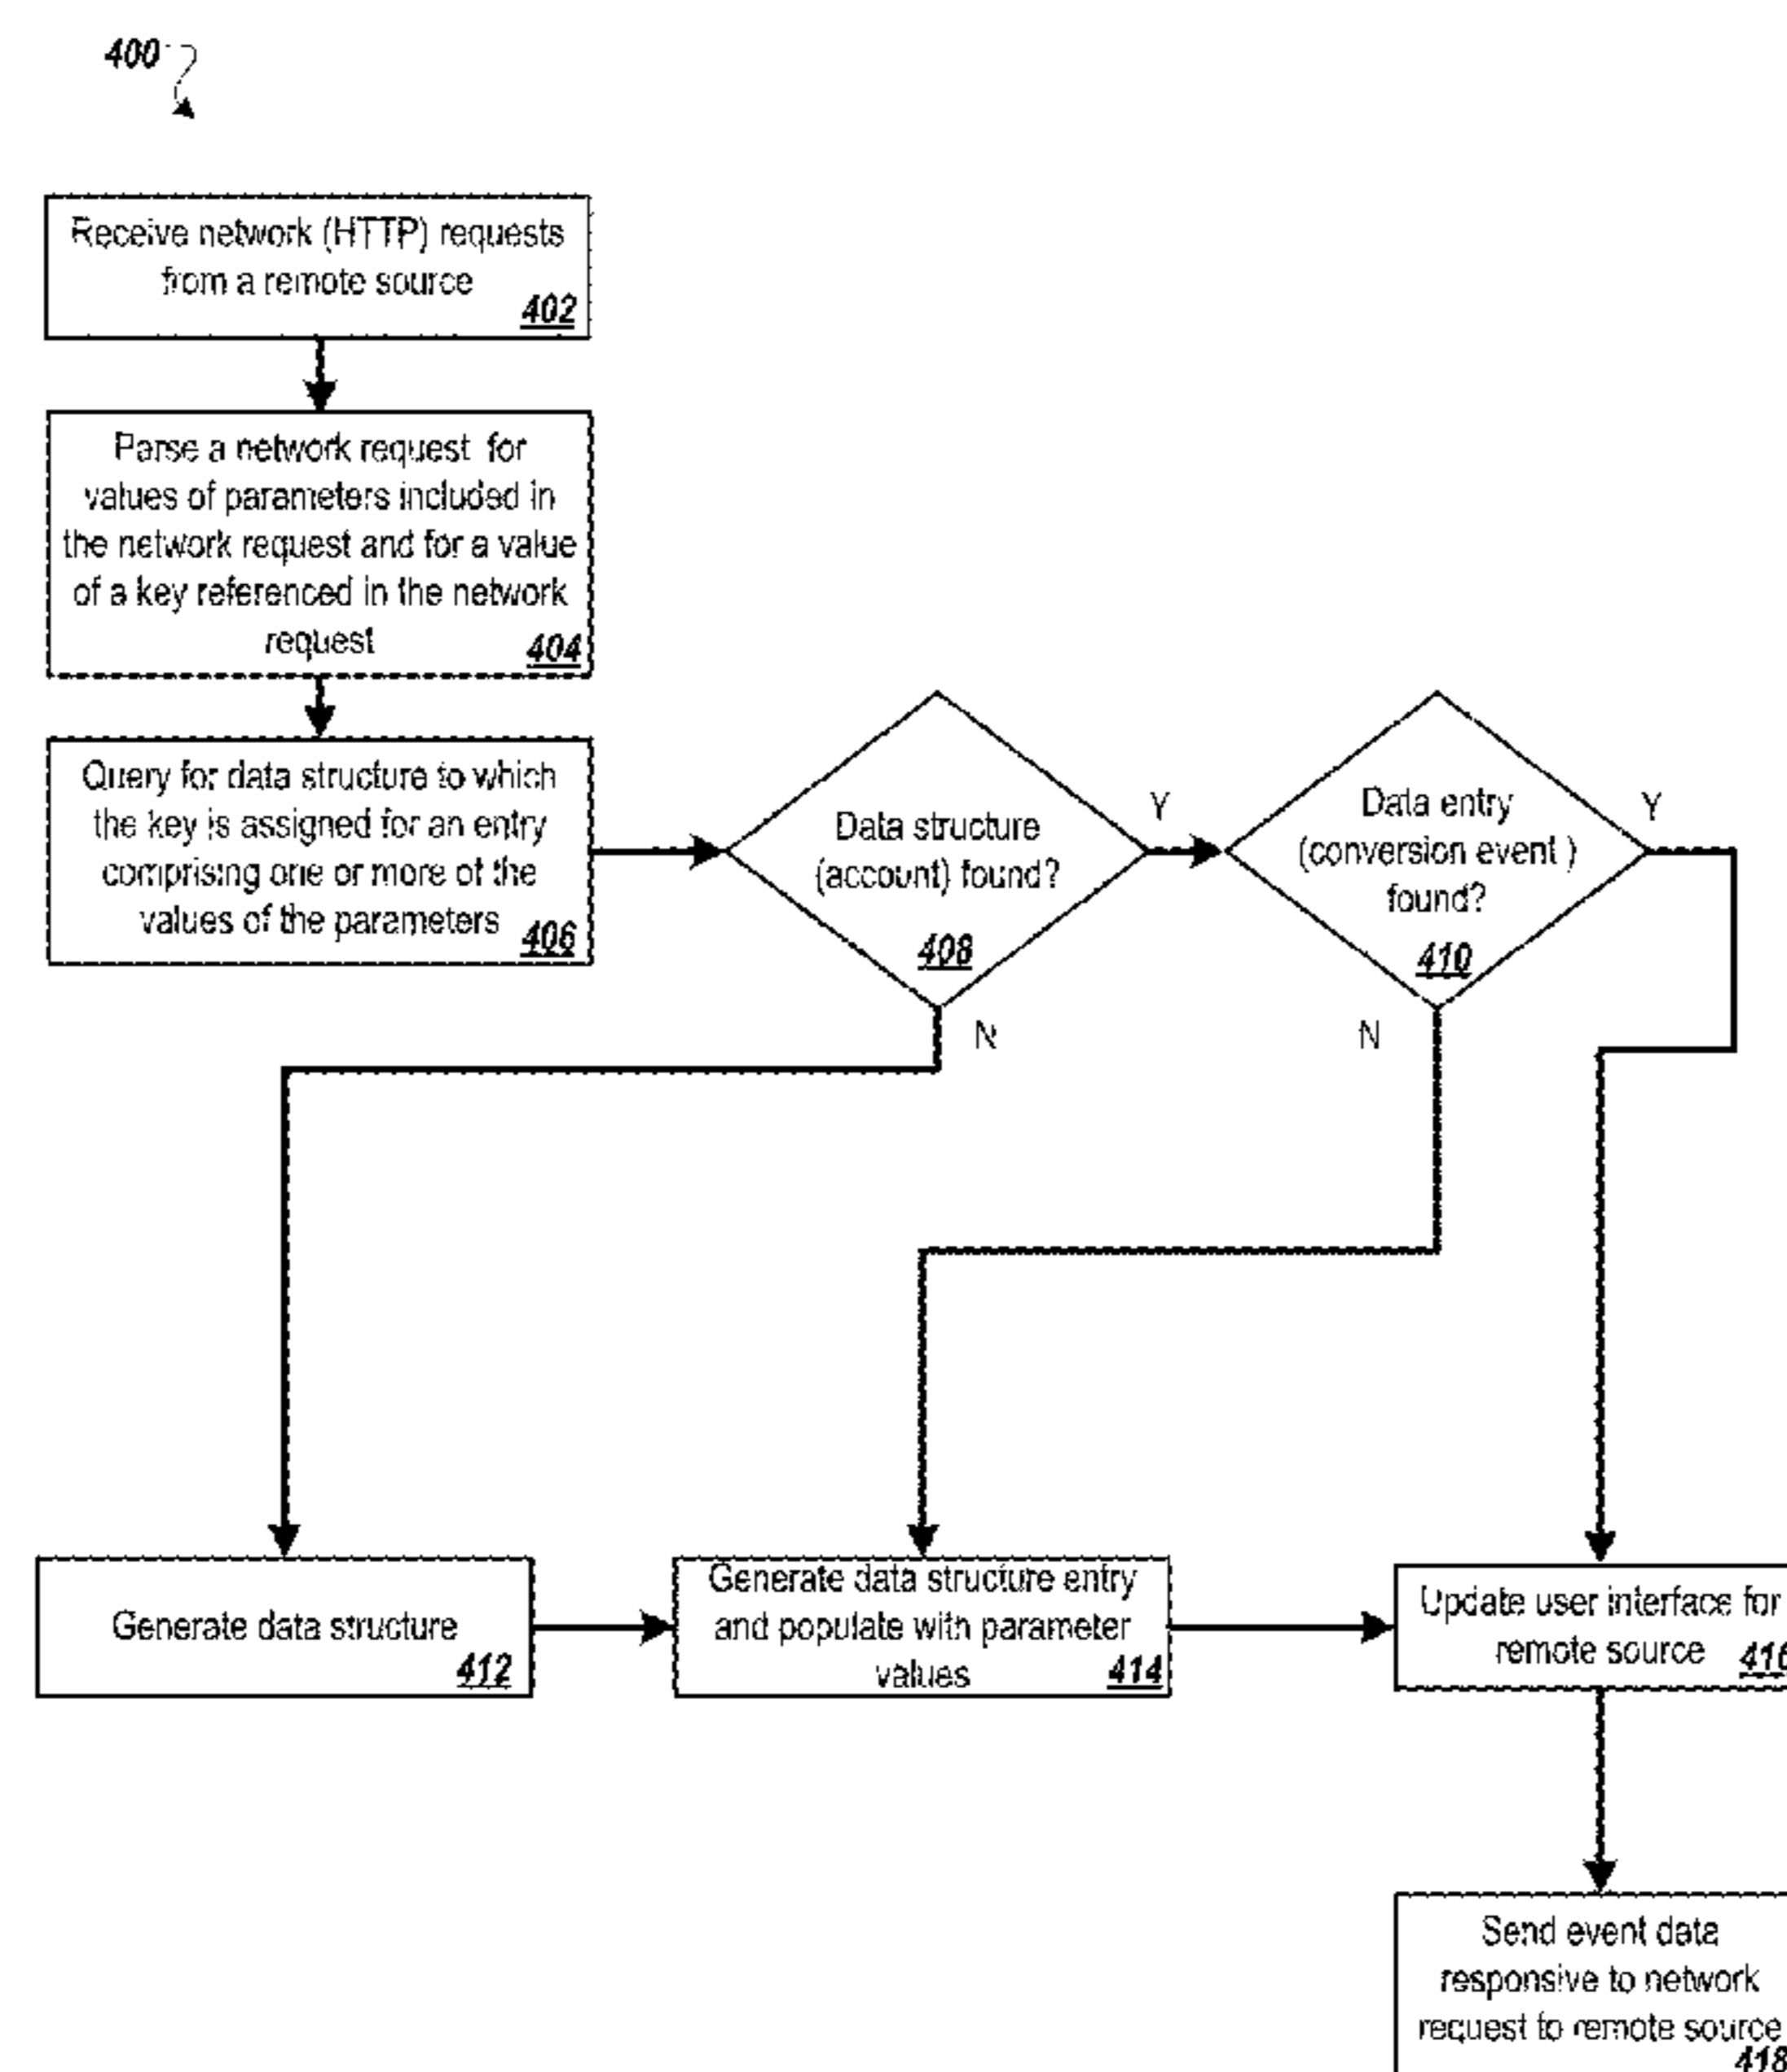 400
Receive network (HTTP) requests
from a remote source
402
Parse a network request for
values of parameters included in
the network request and for a value
of a key referenced in the network
request
404
Query for data structure to which
the key is assigned for an entry
comprising one or more of the
values of the parameters
406
Data structure
(account) found?
408
Y
N
Data entry
(conversion event )
found?
410
Y
N
Generate data structure
412
Generate data structure entry
and populate with parameter
values
414
Update user interface for
remote source
416
Send event data
responsive to network
request to remote source
418